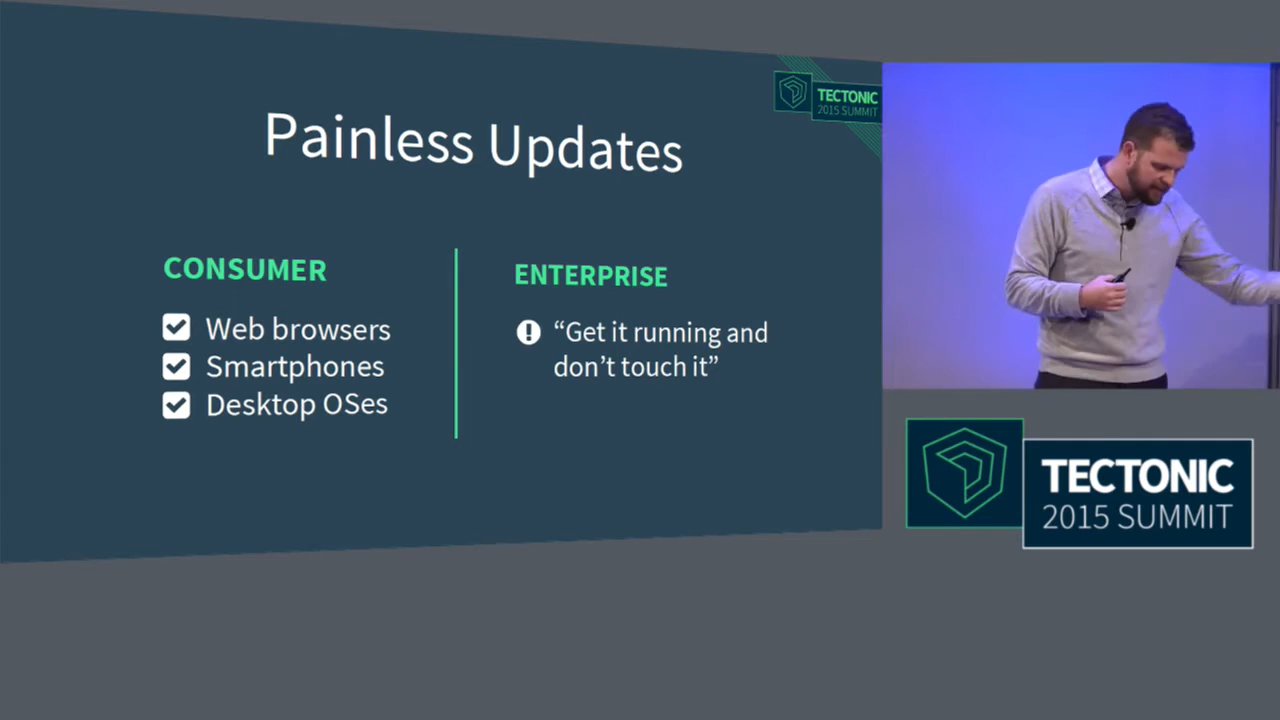 Painless Updates
TECTONIC
2015 SUMMIT
CONSUMER
Web browsers
Smartphones
Desktop OSes
ENTERPRISE
“Get it running and
don’t touch it”
TECTONIC
2015 SUMMIT